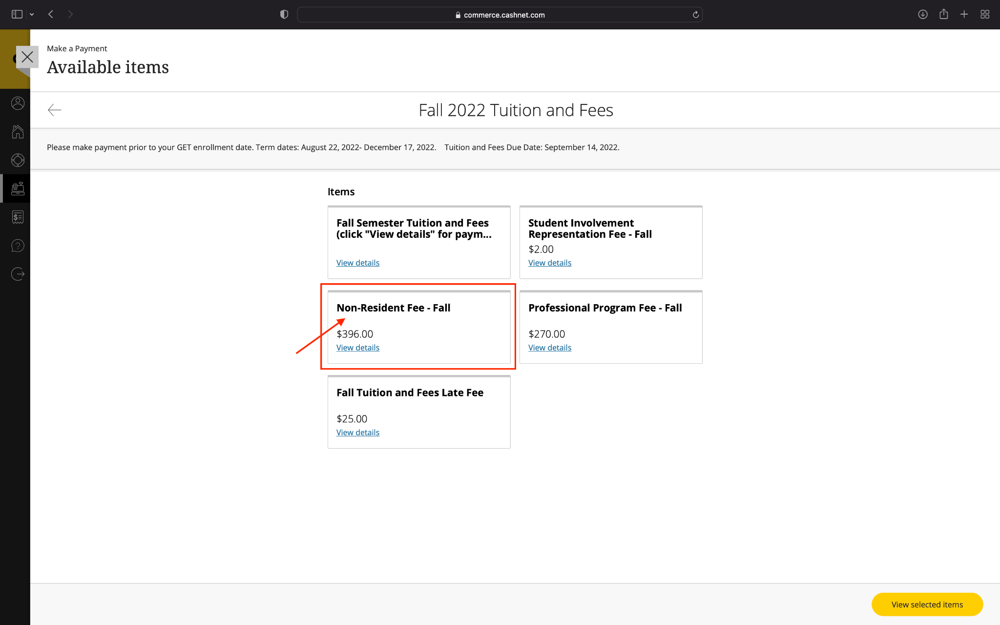 commerce.cashnet.com
Make a Payment
Available items
Fall 2022 Tuition and Fees
Please make payment prior to your GET enrollment date. Term dates: August 22, 2022- December 17, 2022. Tuition and Fees Due Date: September 14, 2022.
Items
Fall Semester Tuition and Fees
(click "View details" for paym...
View details
Student Involvement
Representation Fee - Fall
$2.00
View details
Non-Resident Fee - Fall
$396.00
View details
Professional Program Fee - Fall
$270.00
View details
Fall Tuition and Fees Late Fee
$25.00
View details
View selected items